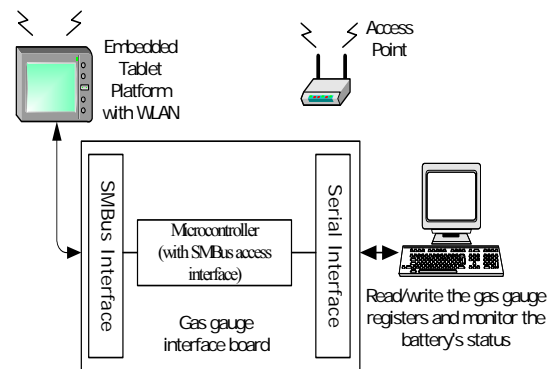 Embedded
Tablet
Platform
with WLAN
Access
Point
SMBus Interface
Microcontroller
(with SMBus access
interface)
Serial Interface
Gas gauge
interface board
Read/write the gas gauge
registers and monitor the
battery's status